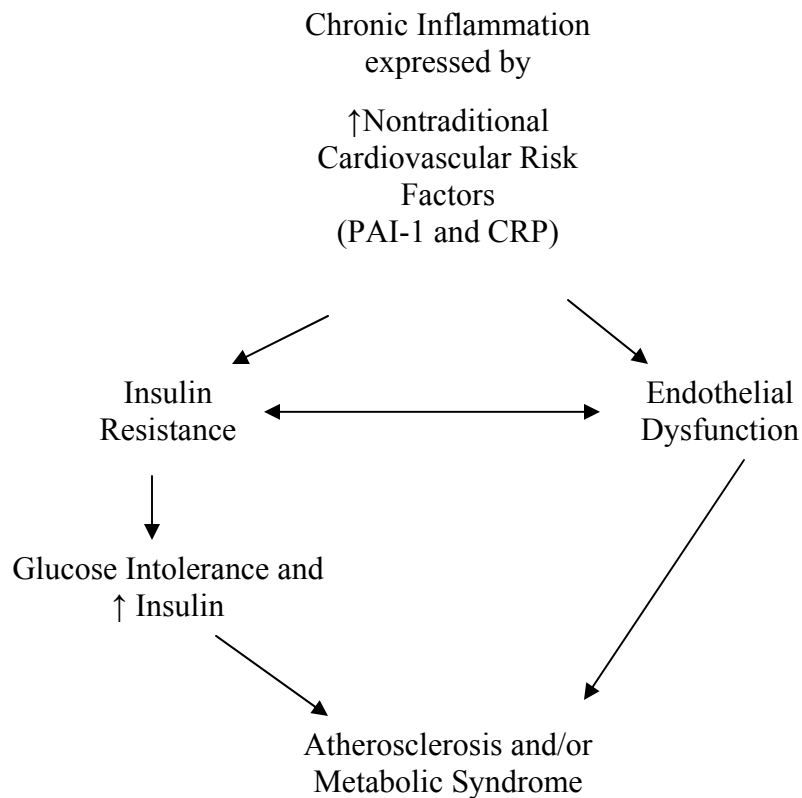 Chronic Inflammation
expressed by
↑Nontraditional
Cardiovascular Risk
Factors
(PAI-1 and CRP)
Insulin
Resistance
Endothelial
Dysfunction
Glucose Intolerance and
↑ Insulin
Atherosclerosis and/or
Metabolic Syndrome